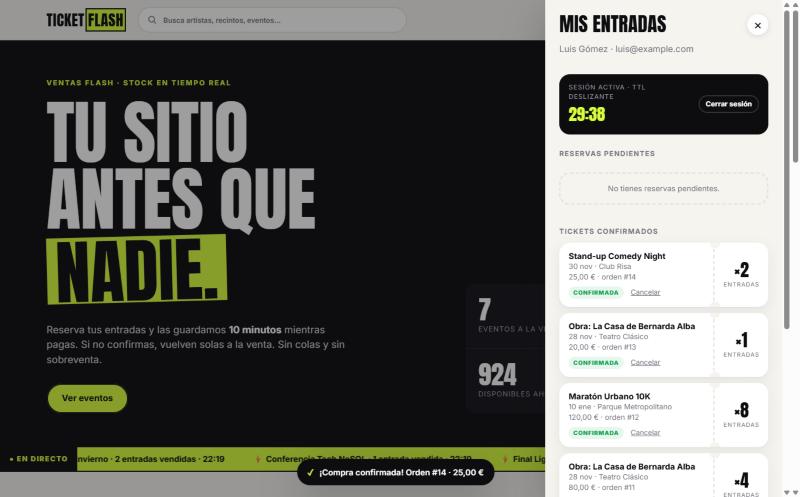 TICKET FLASH
Busca artistas, recintos, eventos...
VENTAS FLASH · STOCK EN TIEMPO REAL
TU SITIO
ANTES QUE
NADIE.
Reserva tus entradas y las guardamos 10 minutos mientras
pagas. Si no confirmas, vuelven solas a la venta. Sin colas y sin
sobreventa.
Ver eventos
7
EVENTOS A LA
924
DISPONIBLES
● EN DIRECTO
nvierno · 2 entradas vendidas · 22:19
Conferencia Tech NoSQL · 1 entrada vendida · 22:19
Final Lig
✓ ¡Compra confirmada! Orden #14 · 25,00 €
MIS ENTRADAS
×
Luis Gómez · luis@example.com
SESIÓN ACTIVA · TTL
DESLIZANTE
29:38
Cerrar sesión
RESERVAS PENDIENTES
No tienes reservas pendientes.
TICKETS CONFIRMADOS
Stand-up Comedy Night
30 nov · Club Risa
25,00 € · orden #14
CONFIRMADA Cancelar
×2
ENTRADAS
Obra: La Casa de Bernarda Alba
28 nov · Teatro Clásico
20,00 € · orden #13
CONFIRMADA Cancelar
×1
ENTRADAS
Maratón Urbano 10K
10 ene · Parque Metropolitano
120,00 € · orden #12
CONFIRMADA Cancelar
×8
ENTRADAS
Obra: La Casa de Bernarda Alba
28 nov · Teatro Clásico
80,00 € · orden #11
×4
ENTRADAS